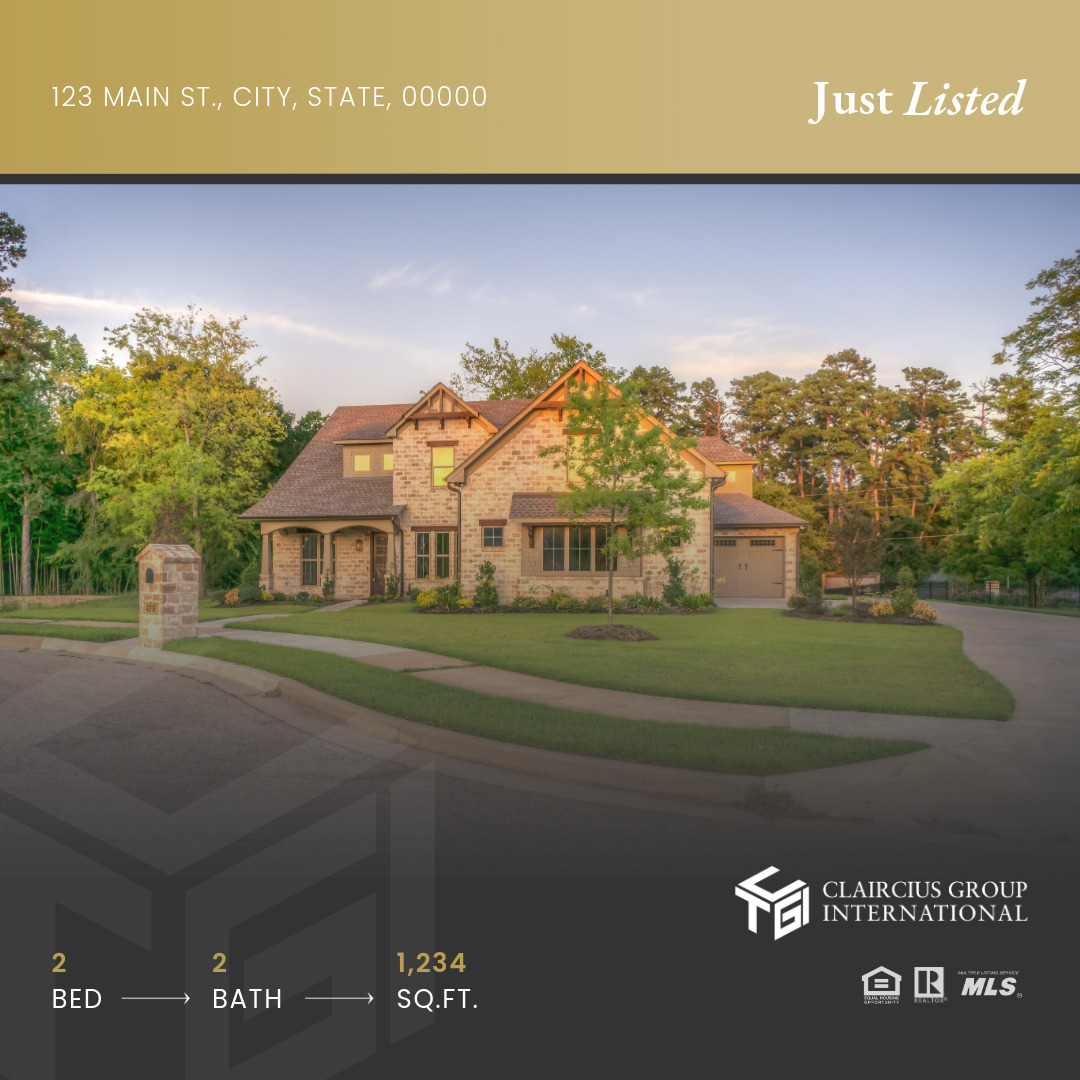 123 MAIN ST., CITY, STATE, 00000
Just Listed
CLAIRCIUS GROUP
INTERNATIONAL
2
BED
2
BATH
1,234
SQ.FT.
EQUAL HOUSING
OPPORTUNITY
R
REALTOR®
MULTIPLE LISTING SERVICE
MLS®